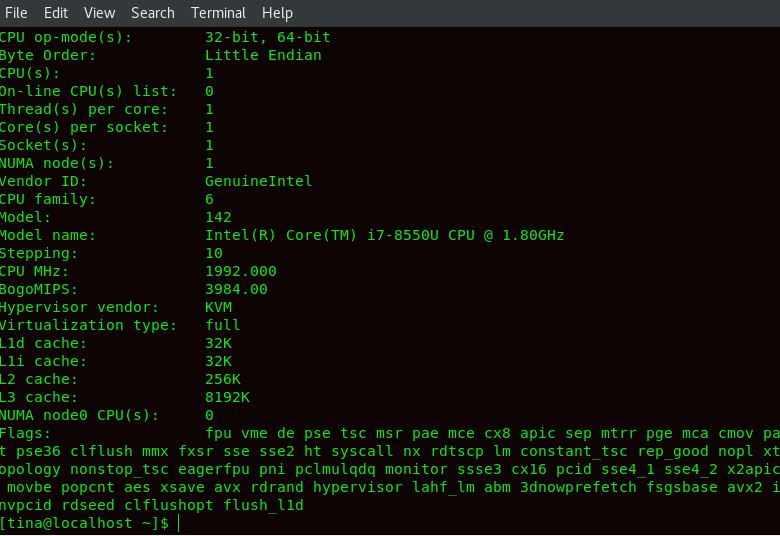 File Edit View Search Terminal Help
CPU op-mode(s):        32-bit, 64-bit
Byte Order:            Little Endian
CPU(s):                1
On-line CPU(s) list:   0
Thread(s) per core:    1
Core(s) per socket:    1
Socket(s):             1
NUMA node(s):          1
Vendor ID:             GenuineIntel
CPU family:            6
Model:                 142
Model name:            Intel(R) Core(TM) i7-8550U CPU @ 1.80GHz
Stepping:              10
CPU MHz:               1992.000
BogoMIPS:              3984.00
Hypervisor vendor:     KVM
Virtualization type:   full
L1d cache:             32K
L1i cache:             32K
L2 cache:              256K
L3 cache:              8192K
NUMA node0 CPU(s):     0
Flags:                 fpu vme de pse tsc msr pae mce cx8 apic sep mtrr pge mca cmov pa
t pse36 clflush mmx fxsr sse sse2 ht syscall nx rdtscp lm constant_tsc rep_good nopl xt
opology nonstop_tsc eagerfpu pni pclmulqdq monitor ssse3 cx16 pcid sse4_1 sse4_2 x2apic
 movbe popcnt aes xsave avx rdrand hypervisor lahf_lm abm 3dnowprefetch fsgsbase avx2 i
nvpcid rdseed clflushopt flush_l1d
[tina@localhost ~]$